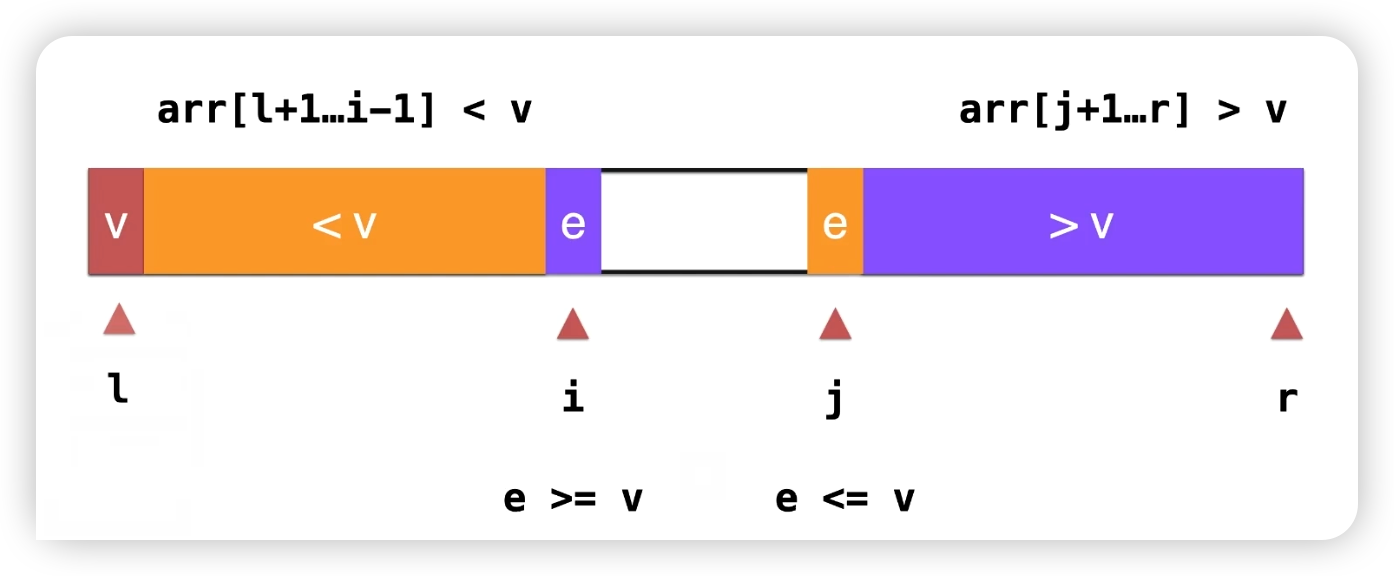 arr[l+1…i-1] < v arr[j+1…r] > v
v < v e e > v
l i j r
e >= v e <= v